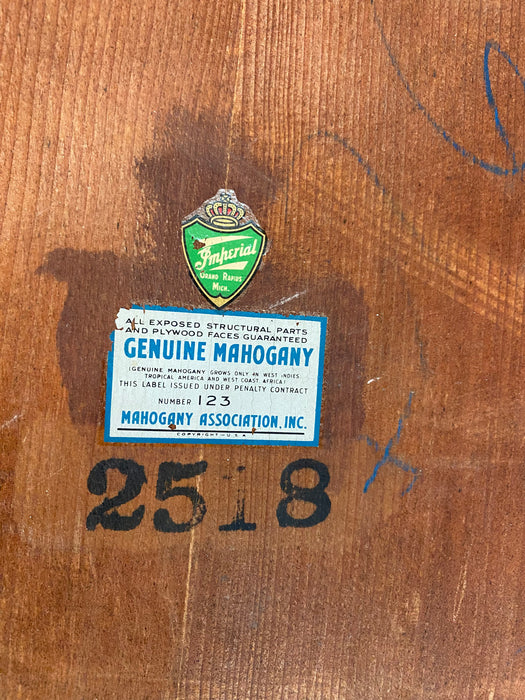 Imperial
GRAND RAPIDS
MICH.
ALL EXPOSED STRUCTURAL PARTS
AND PLYWOOD FACES GUARANTEED
GENUINE MAHOGANY
(GENUINE MAHOGANY GROWS ONLY IN WEST INDIES
TROPICAL AMERICA AND WEST COAST AFRICA)
THIS LABEL ISSUED UNDER PENALTY CONTRACT
NUMBER 123
MAHOGANY ASSOCIATION, INC.
COPYRIGHT-U.S.A.
2518